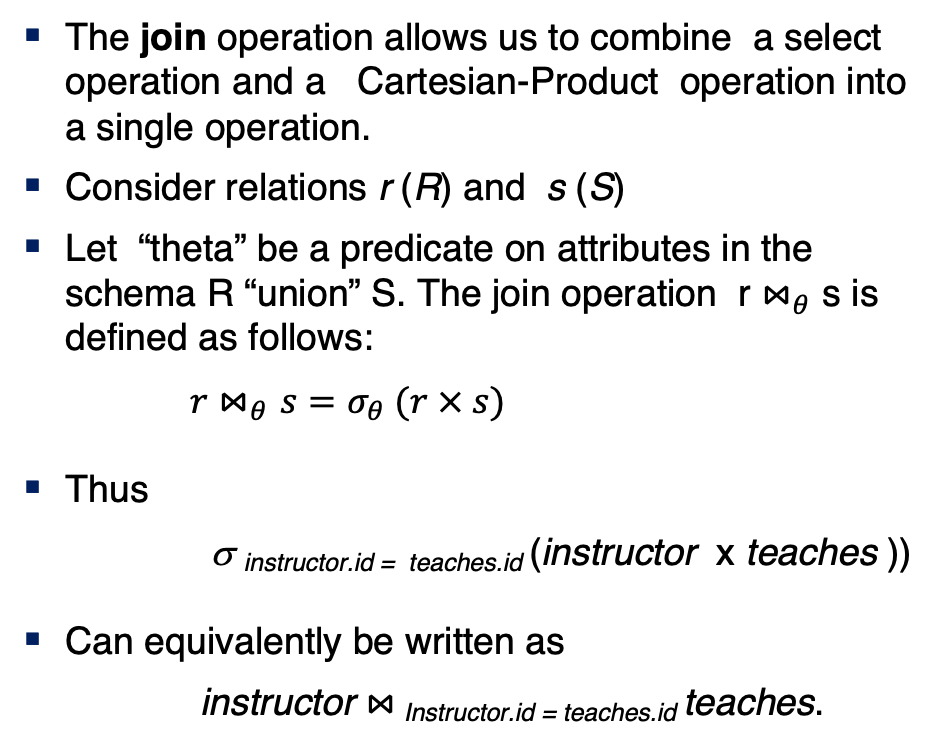 ▪ The join operation allows us to combine a select
operation and a Cartesian-Product operation into
a single operation.
▪ Consider relations r (R) and s (S)
▪ Let “theta” be a predicate on attributes in the
schema R “union” S. The join operation r ⋈θ s is
defined as follows:
r ⋈θ s = σθ (r × s)
▪ Thus
σ instructor.id = teaches.id (instructor x teaches ))
▪ Can equivalently be written as
instructor ⋈ Instructor.id = teaches.id teaches.